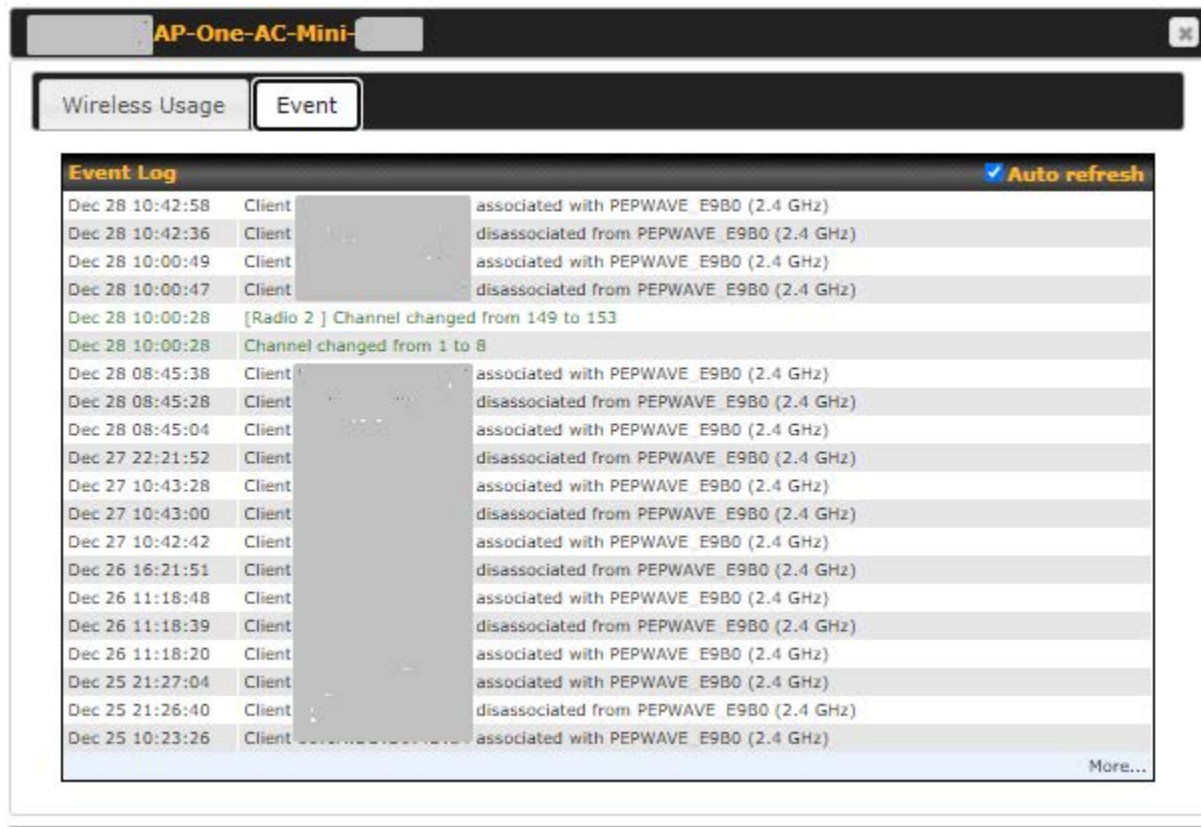 AP-One-AC-Mini-
Wireless Usage Event
Event Log Auto refresh
Dec 28 10:42:58 Client associated with PEPWAVE_E9B0 (2.4 GHz)
Dec 28 10:42:36 Client disassociated from PEPWAVE_E9B0 (2.4 GHz)
Dec 28 10:00:49 Client associated with PEPWAVE_E9B0 (2.4 GHz)
Dec 28 10:00:47 Client disassociated from PEPWAVE_E9B0 (2.4 GHz)
Dec 28 10:00:28 [Radio 2 ] Channel changed from 149 to 153
Dec 28 10:00:28 Channel changed from 1 to 8
Dec 28 08:45:38 Client associated with PEPWAVE_E9B0 (2.4 GHz)
Dec 28 08:45:28 Client disassociated from PEPWAVE_E9B0 (2.4 GHz)
Dec 28 08:45:04 Client associated with PEPWAVE_E9B0 (2.4 GHz)
Dec 27 22:21:52 Client disassociated from PEPWAVE_E9B0 (2.4 GHz)
Dec 27 10:43:28 Client associated with PEPWAVE_E9B0 (2.4 GHz)
Dec 27 10:43:00 Client disassociated from PEPWAVE_E9B0 (2.4 GHz)
Dec 27 10:42:42 Client associated with PEPWAVE_E9B0 (2.4 GHz)
Dec 26 16:21:51 Client disassociated from PEPWAVE_E9B0 (2.4 GHz)
Dec 26 11:18:48 Client associated with PEPWAVE_E9B0 (2.4 GHz)
Dec 26 11:18:39 Client disassociated from PEPWAVE_E9B0 (2.4 GHz)
Dec 26 11:18:20 Client associated with PEPWAVE_E9B0 (2.4 GHz)
Dec 25 21:27:04 Client associated with PEPWAVE_E9B0 (2.4 GHz)
Dec 25 21:26:40 Client disassociated from PEPWAVE_E9B0 (2.4 GHz)
Dec 25 10:23:26 Client associated with PEPWAVE_E9B0 (2.4 GHz)
More...